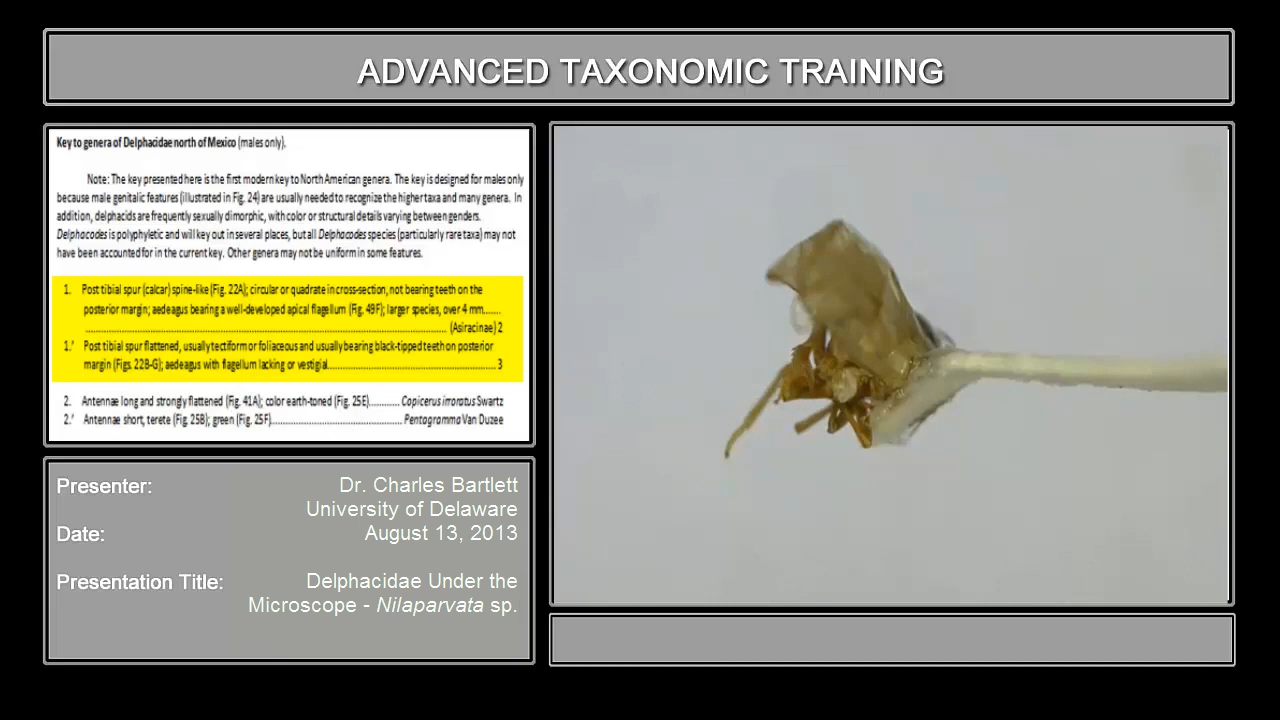 ADVANCED TAXONOMIC TRAINING
Key to genera of Delphacidae north of Mexico (males only).
Note: The key presented here is the first modern key to North American genera. The key is designed for males only
because male genitalic features (illustrated in Fig. 24) are usually needed to recognize the higher taxa and many genera. In
addition, delphacids are frequently sexually dimorphic, with color or structural details varying between genders.
Delphacodes is polyphyletic and will key out in several places, but all Delphacodes species (particularly rare taxa) may not
have been accounted for in the current key. Other genera may not be uniform in some features.
1. Post tibial spur (calcar) spine-like (Fig. 22A); circular or quadrate in cross-section, not bearing teeth on the
posterior margin; aedeagus bearing a well-developed apical flagellum (Fig. 49F); larger species, over 4 mm.......
............................................................................................................ (Asiracinae) 2
1.' Post tibial spur flattened, usually tectiform or foliaceous and usually bearing black-tipped teeth on posterior
margin (Figs. 22B-G); aedeagus with flagellum lacking or vestigial..................................................... 3
2. Antennae long and strongly flattened (Fig. 41A); color earth-toned (Fig. 25E)........... Copicerus irroratus Swartz
2.' Antennae short, terete (Fig. 25B); green (Fig. 25F)........................................... Pentagramma Van Duzee
Presenter: Dr. Charles Bartlett
University of Delaware
Date: August 13, 2013
Presentation Title: Delphacidae Under the
Microscope - Nilaparvata sp.